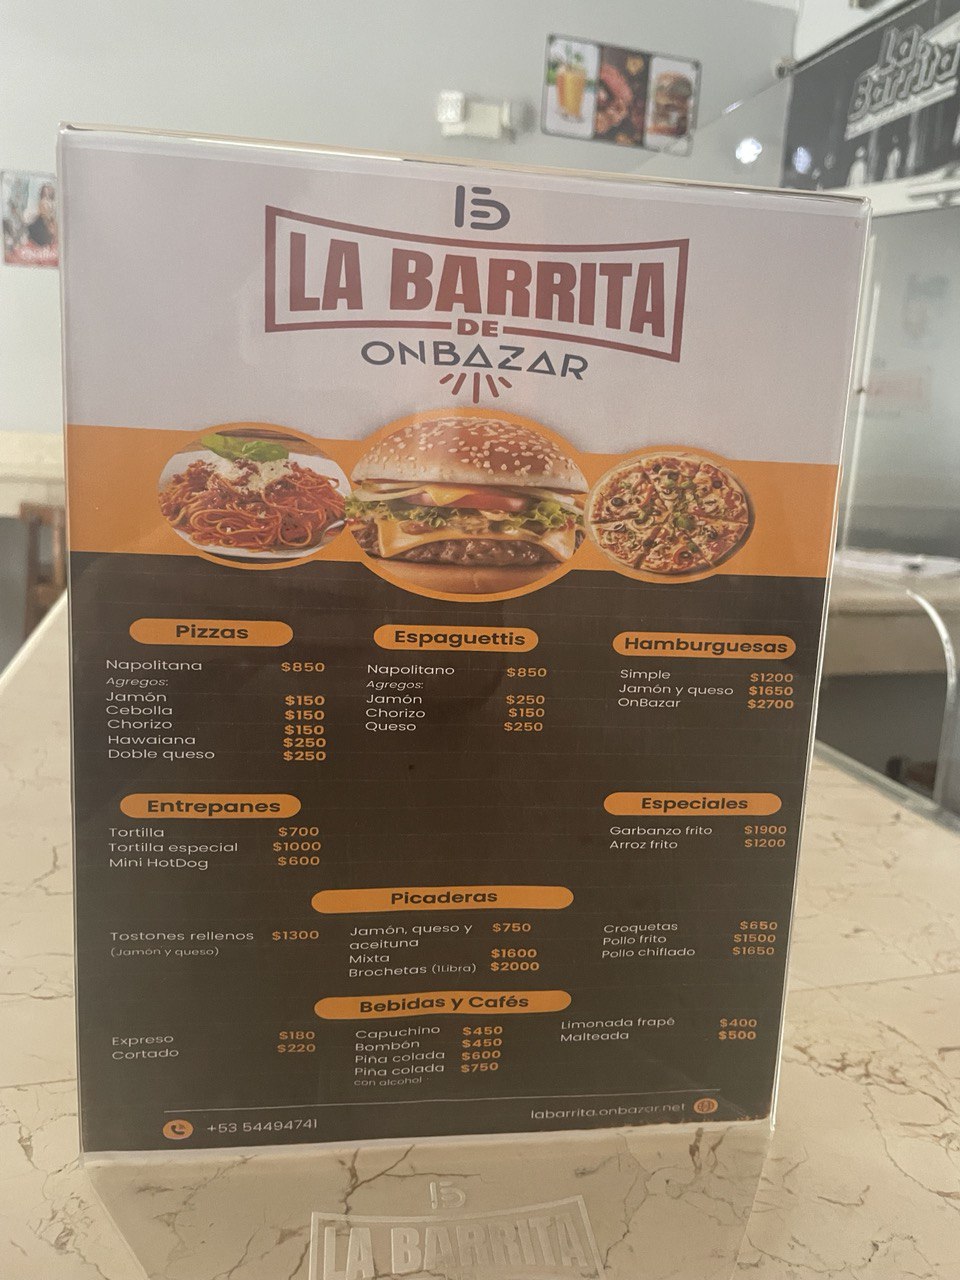 La
Barrita
LA BARRITA
DE
ONBAZAR
Pizzas
Napolitana $850
Agregos:
Jamón $150
Cebolla $150
Chorizo $150
Hawaiana $250
Doble queso $250
Espaguettis
Napolitano $850
Agregos:
Jamón $250
Chorizo $150
Queso $250
Hamburguesas
Simple $1200
Jamón y queso $1650
OnBazar $2700
Entrepanes
Tortilla $700
Tortilla especial $1000
Mini HotDog $600
Especiales
Garbanzo frito $1900
Arroz frito $1200
Picaderas
Tostones rellenos $1300
(Jamón y queso)
Jamón, queso y $750
aceituna
Mixta $1600
Brochetas (1Libra) $2000
Croquetas $650
Pollo frito $1500
Pollo chiflado $1650
Bebidas y Cafés
Expreso $180
Cortado $220
Capuchino $450
Bombón $450
Piña colada $600
Piña colada $750
con alcohol
Limonada frapê $400
Malteada $500
+53 54494741
labarrita.onbazar.net
LA BARRITA